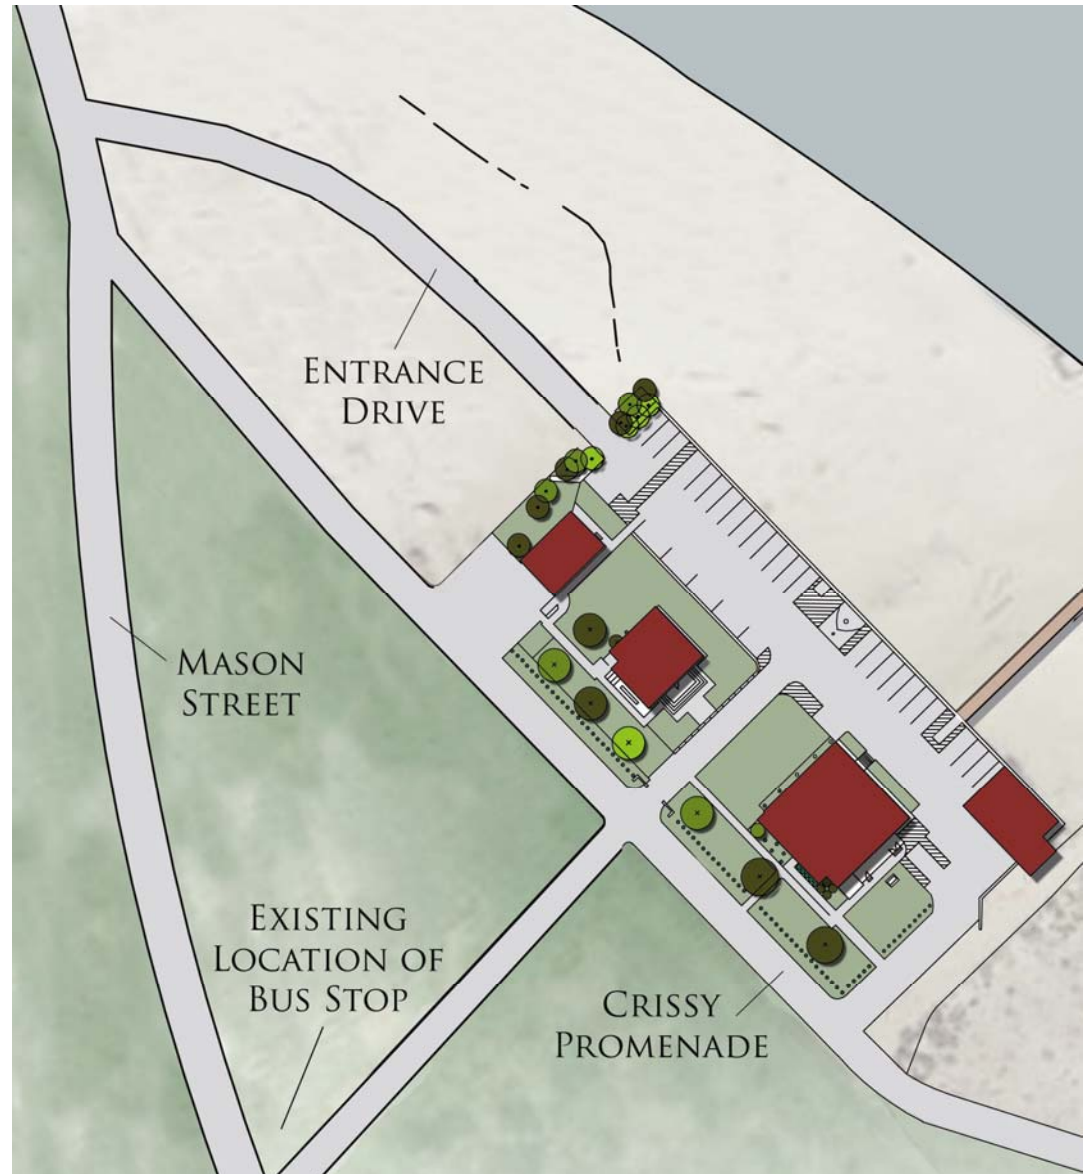 ENTRANCE
DRIVE
MASON
STREET
EXISTING
LOCATION OF
BUS STOP
CRISSY
PROMENADE